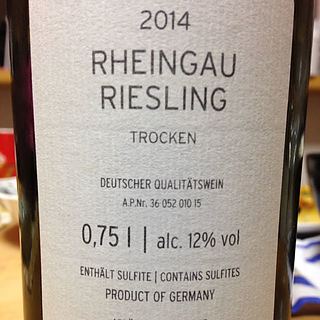 2014
RHEINGAU
RIESLING
TROCKEN
DEUTSCHER QUALITÄTSWEIN
A.P.Nr. 36 052 010 15
0,75 l | alc. 12% vol
ENTHÄLT SULFITE | CONTAINS SULFITES
PRODUCT OF GERMANY